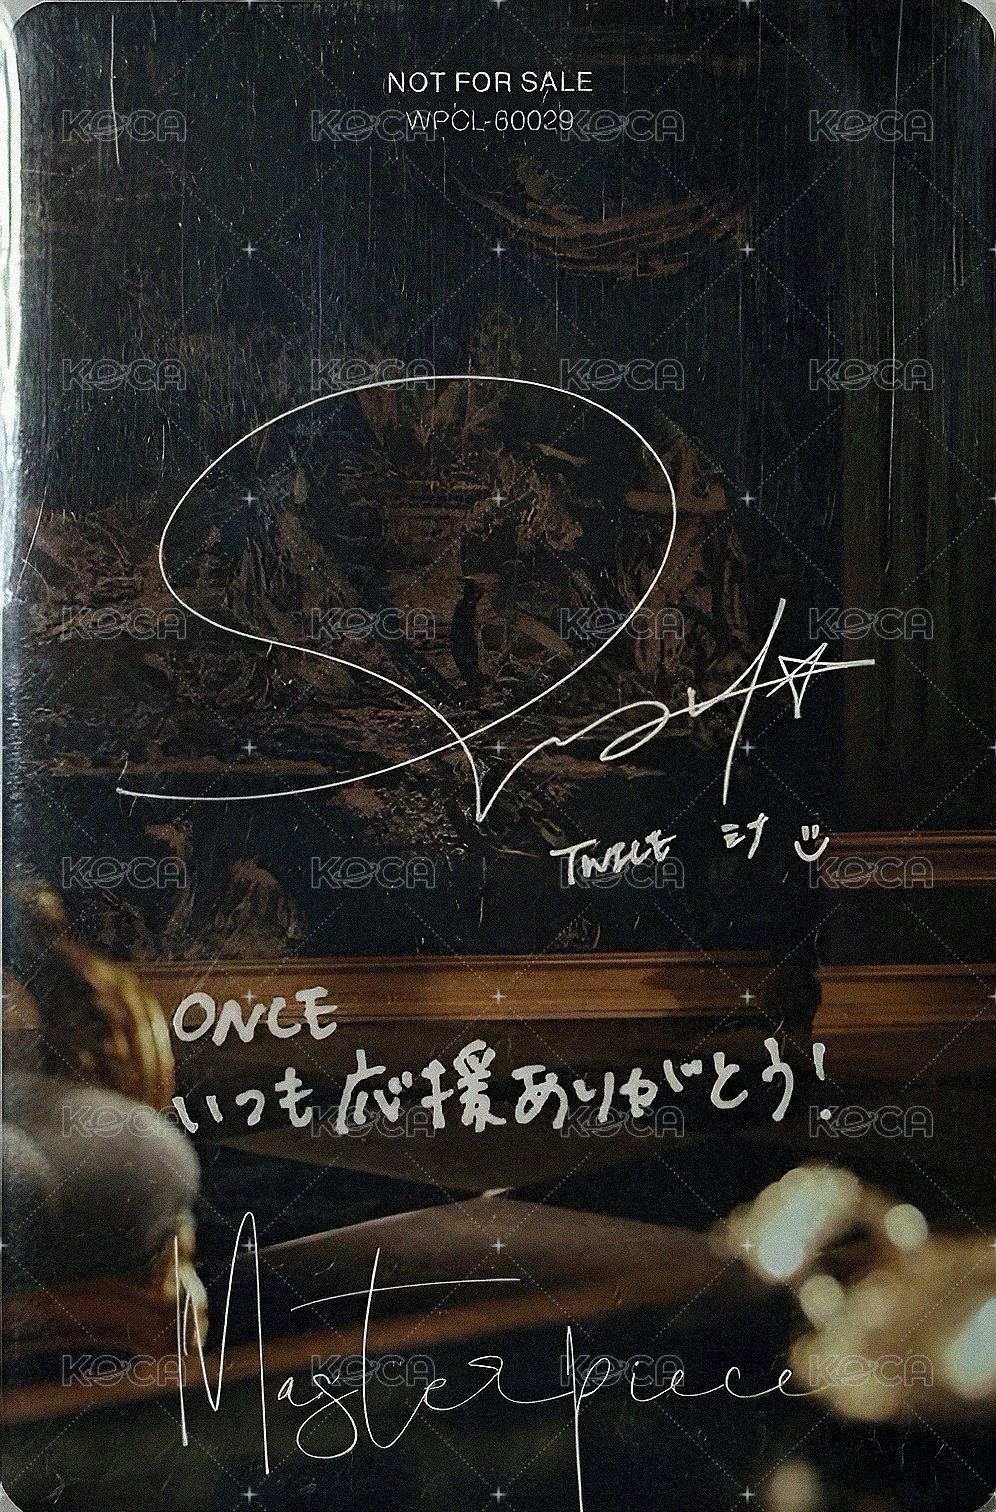 NOT FOR SALE
WPCL-60029
TWICE ミナ
ONCE
いつも応援ありがとう!
Masterpiece
KOCA